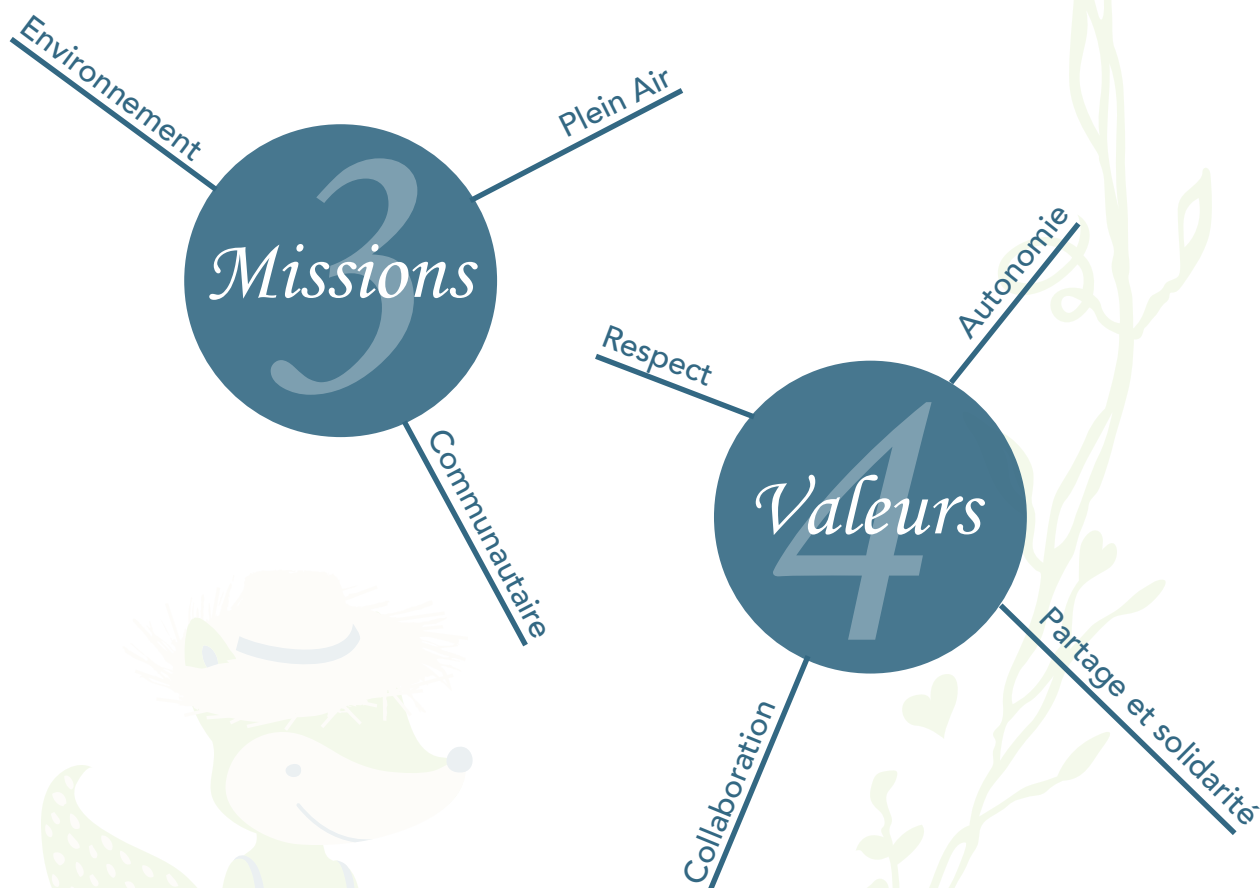 Environnement
Plein Air
3
Missions
Communautaire
Respect
Autonomie
4
Valeurs
Partage et solidarité
Collaboration